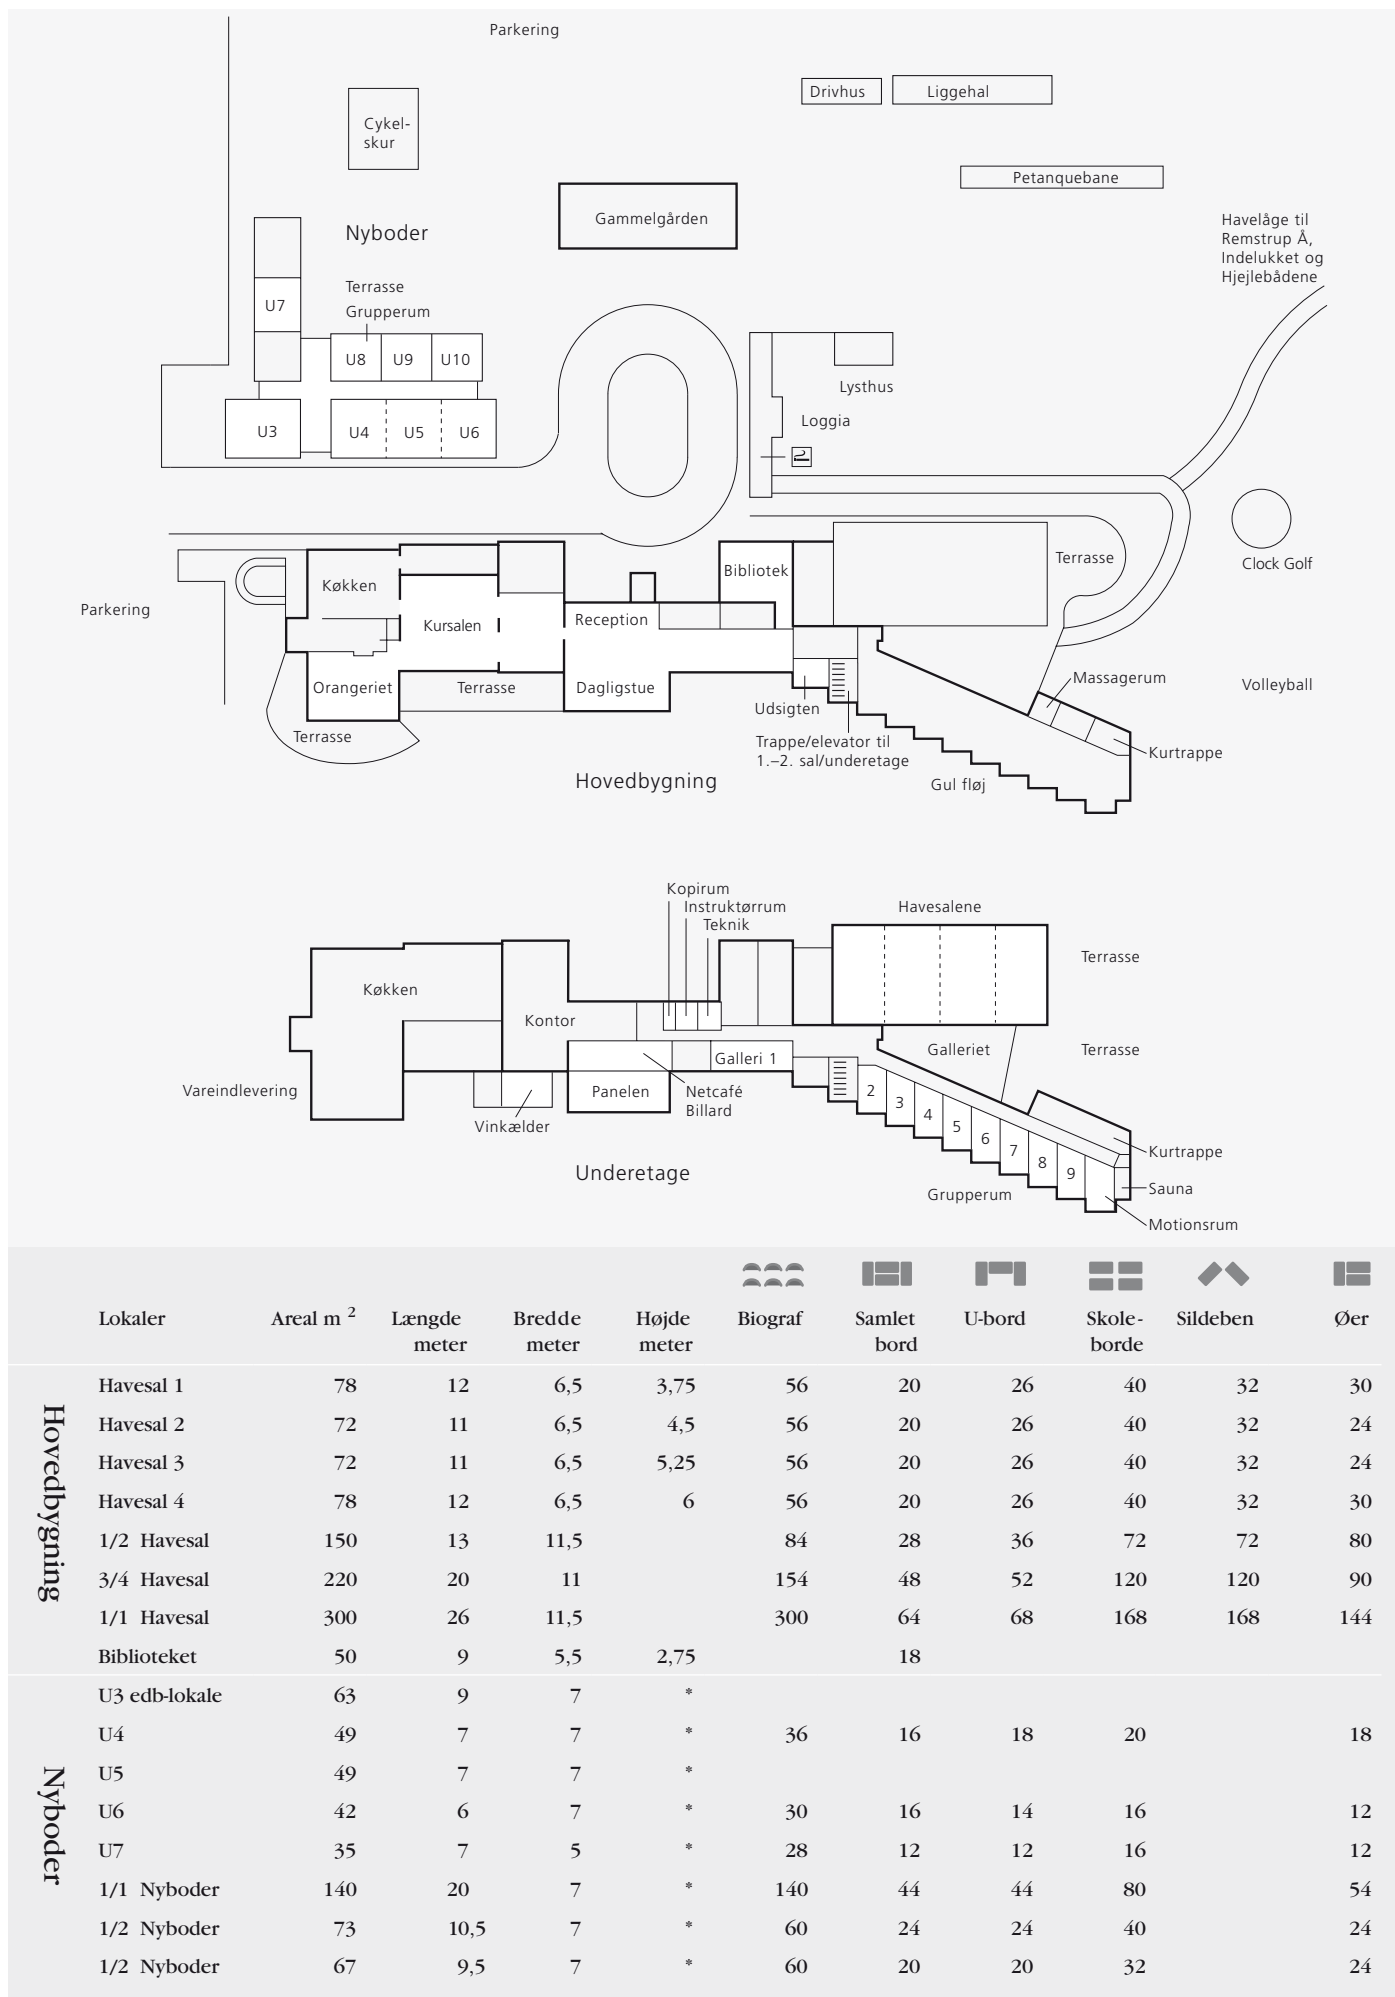 Parkering
Drivhus
Liggehal
Cykel-
skur
Petanquebane
Gammelgården
Havelåge til
Remstrup Å,
Indelukket og
Hjejlebådene
Nyboder
Terrasse
Grupperum
U7
U8
U9
U10
Lysthus
Loggia
U3
U4
U5
U6
Clock Golf
Terrasse
Bibliotek
Køkken
Parkering
Kursalen
Reception
Massagerum
Volleyball
Orangeriet
Terrasse
Dagligstue
Udsigten
Terrasse
Trappe/elevator til
1.–2. sal/underetage
Kurtrappe
Hovedbygning
Gul fløj
Kopirum
Instruktørrum
Teknik
Havesalene
Terrasse
Køkken
Kontor
Galleriet
Terrasse
Galleri 1
Vareindlevering
Panelen
Netcafé
Billard
2
3
4
5
6
7
8
9
Vinkælder
Kurtrappe
Underetage
Grupperum
Sauna
Motionsrum
Lokaler Areal m 2 Længde meter Bredde meter Højde meter Biograf Samlet bord U-bord Skole-borde Sildeben Øer
Hovedbygning
Havesal 1 78 12 6,5 3,75 56 20 26 40 32 30
Havesal 2 72 11 6,5 4,5 56 20 26 40 32 24
Havesal 3 72 11 6,5 5,25 56 20 26 40 32 24
Havesal 4 78 12 6,5 6 56 20 26 40 32 30
1/2 Havesal 150 13 11,5 84 28 36 72 72 80
3/4 Havesal 220 20 11 154 48 52 120 120 90
1/1 Havesal 300 26 11,5 300 64 68 168 168 144
Biblioteket 50 9 5,5 2,75 18
Nyboder
U3 edb-lokale 63 9 7 *
U4 49 7 7 * 36 16 18 20 18
U5 49 7 7 *
U6 42 6 7 * 30 16 14 16 12
U7 35 7 5 * 28 12 12 16 12
1/1 Nyboder 140 20 7 * 140 44 44 80 54
1/2 Nyboder 73 10,5 7 * 60 24 24 40 24
1/2 Nyboder 67 9,5 7 * 60 20 20 32 24